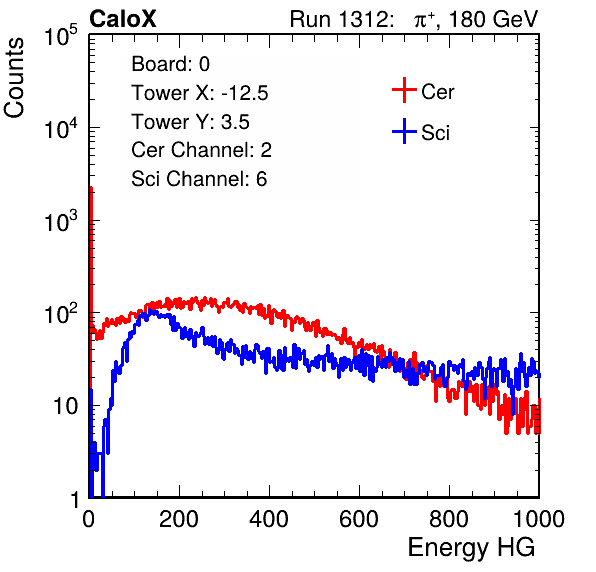 CaloX Run 1312: π⁺, 180 GeV
Counts
Board: 0
Tower X: -12.5
Tower Y: 3.5
Cer Channel: 2
Sci Channel: 6
Cer
Sci
10⁵
10⁴
10³
10²
10
1
0 200 400 600 800 1000
Energy HG